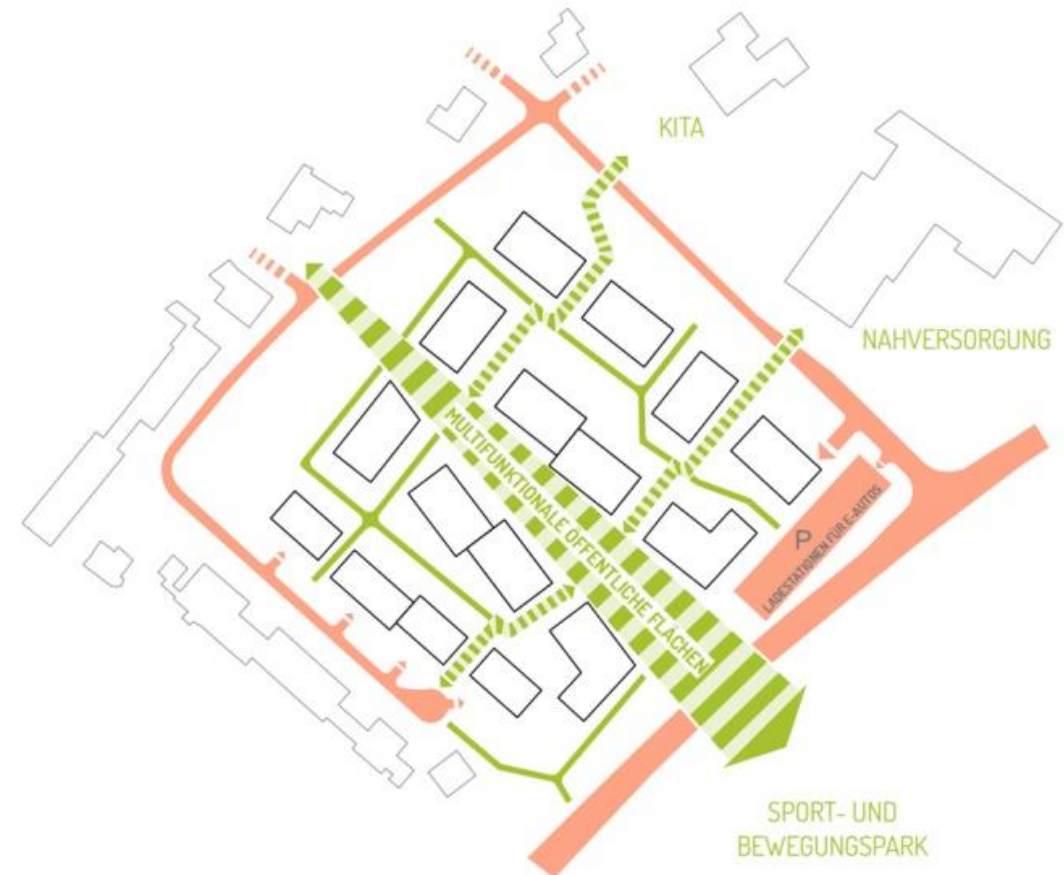 KITA
NAHVERSORGUNG
MULTIFUNKTIONALE ÖFFENTLICHE FLÄCHEN
P
LADESTATIONEN FÜR E-AUTOS
SPORT- UND
BEWEGUNGSPARK